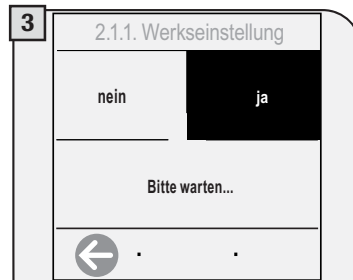 3
2.1.1. Werkseinstellung
nein ja
Bitte warten...